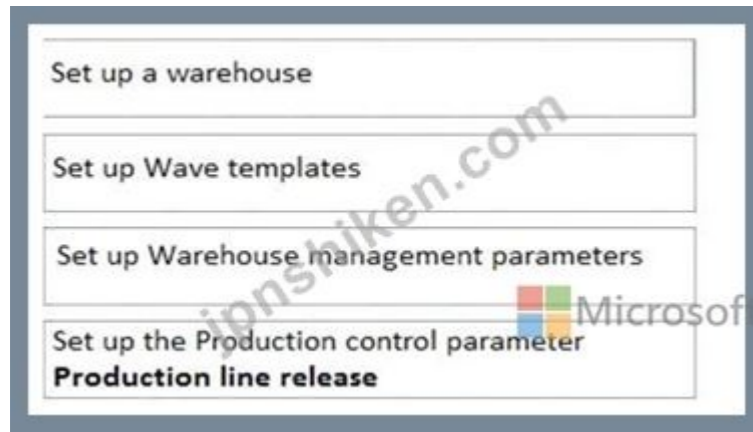 Set up a warehouse
Set up Wave templates
Set up Warehouse management parameters
Set up the Production control parameter
Production line release
jpnshiken.com
Microsof